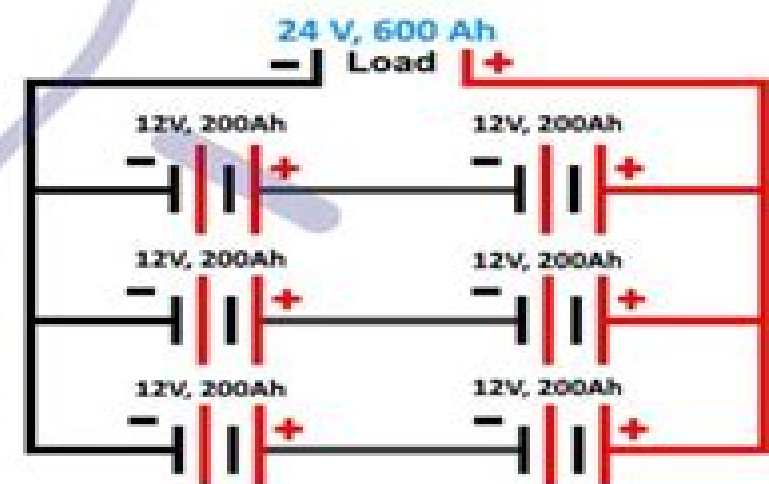 24 V, 600 Ah
− Load +
12V, 200Ah 12V, 200Ah
− + − +
12V, 200Ah 12V, 200Ah
− + − +
12V, 200Ah 12V, 200Ah
− + − +